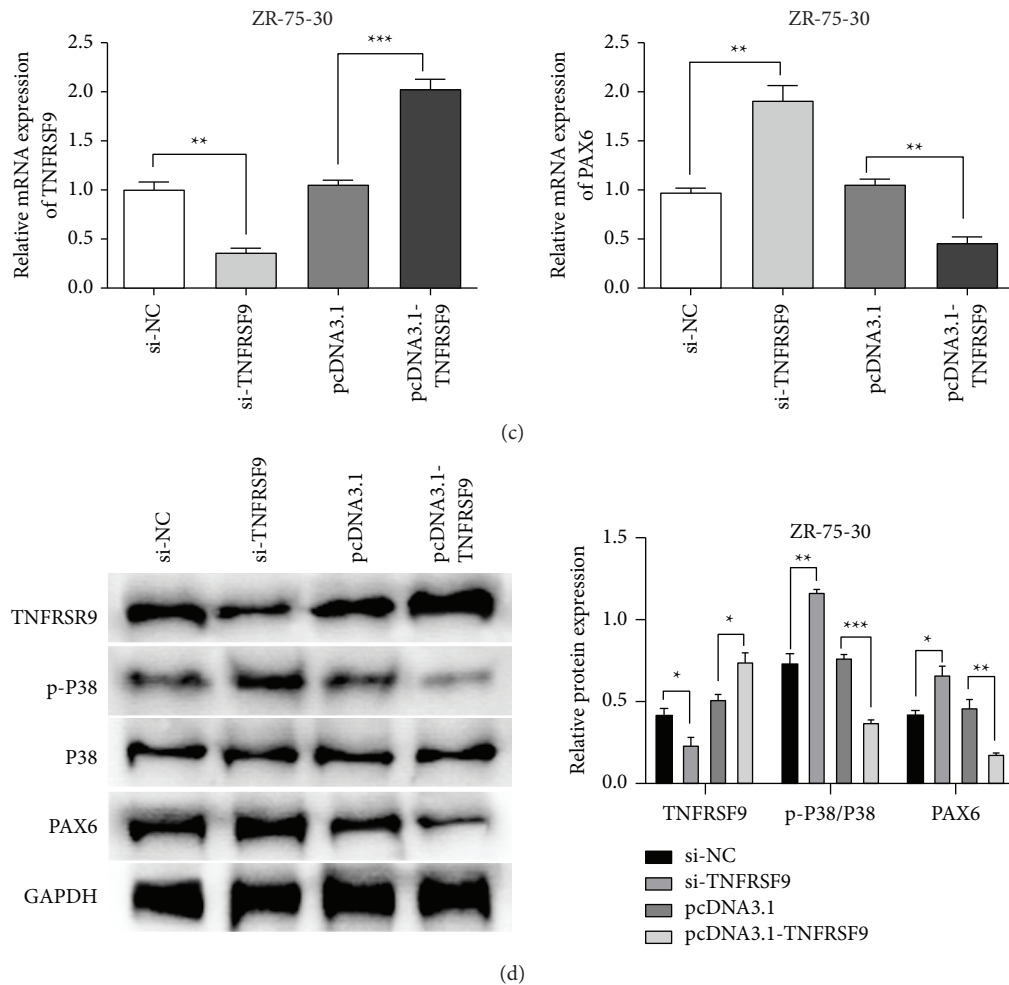 ZR-75-30
Relative mRNA expression
of TNFRSF9
2.5
2.0
1.5
1.0
0.5
0.0
**
***
si-NC
si-TNFRSF9
pcDNA3.1
pcDNA3.1-
TNFRSF9
ZR-75-30
Relative mRNA expression
of PAX6
2.5
2.0
1.5
1.0
0.5
0.0
**
**
si-NC
si-TNFRSF9
pcDNA3.1
pcDNA3.1-
TNFRSF9
(c)
si-NC
si-TNFRSF9
pcDNA3.1
pcDNA3.1-
TNFRSF9
TNFRSR9
p-P38
P38
PAX6
GAPDH
ZR-75-30
Relative protein expression
1.5
1.0
0.5
0.0
*
*
**
***
*
**
TNFRSF9
p-P38/P38
PAX6
si-NC
si-TNFRSF9
pcDNA3.1
pcDNA3.1-TNFRSF9
(d)